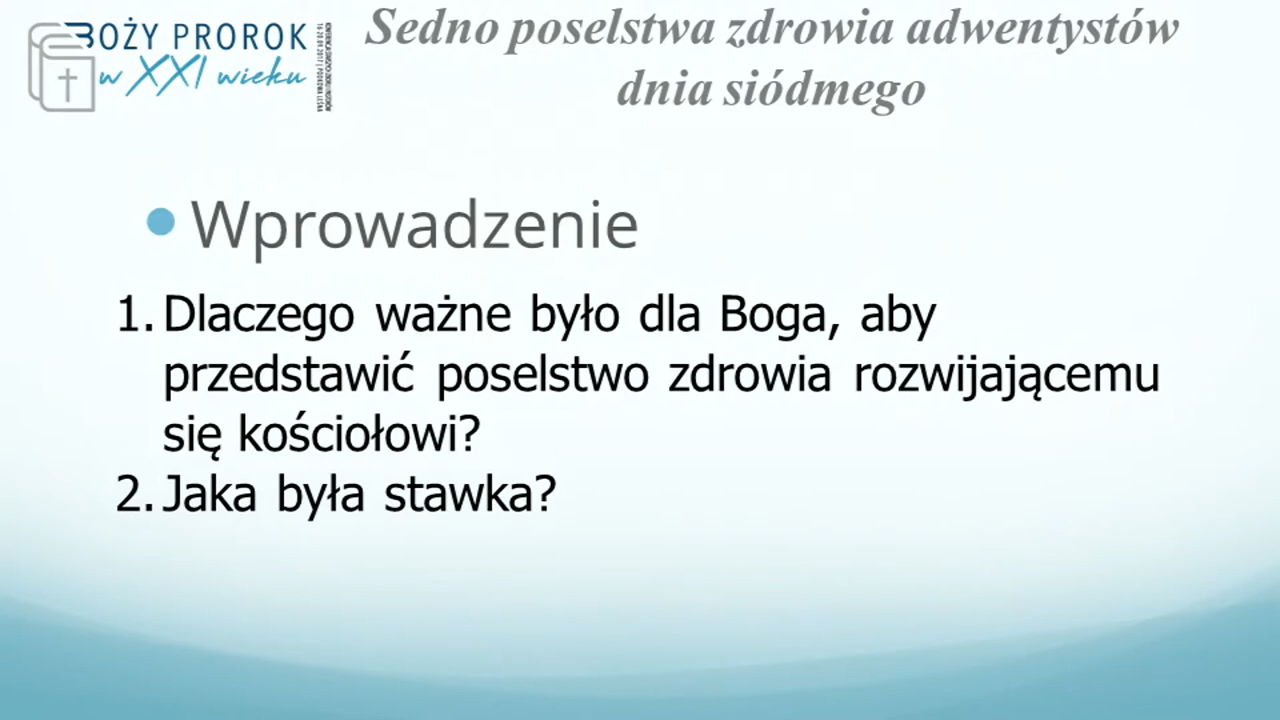 BOŻY PROROK
w XXI wieku
Sedno poselstwa zdrowia adwentystów
dnia siódmego
Wprowadzenie
1. Dlaczego ważne było dla Boga, aby
przedstawić poselstwo zdrowia rozwijającemu
się kościołowi?
2. Jaka była stawka?